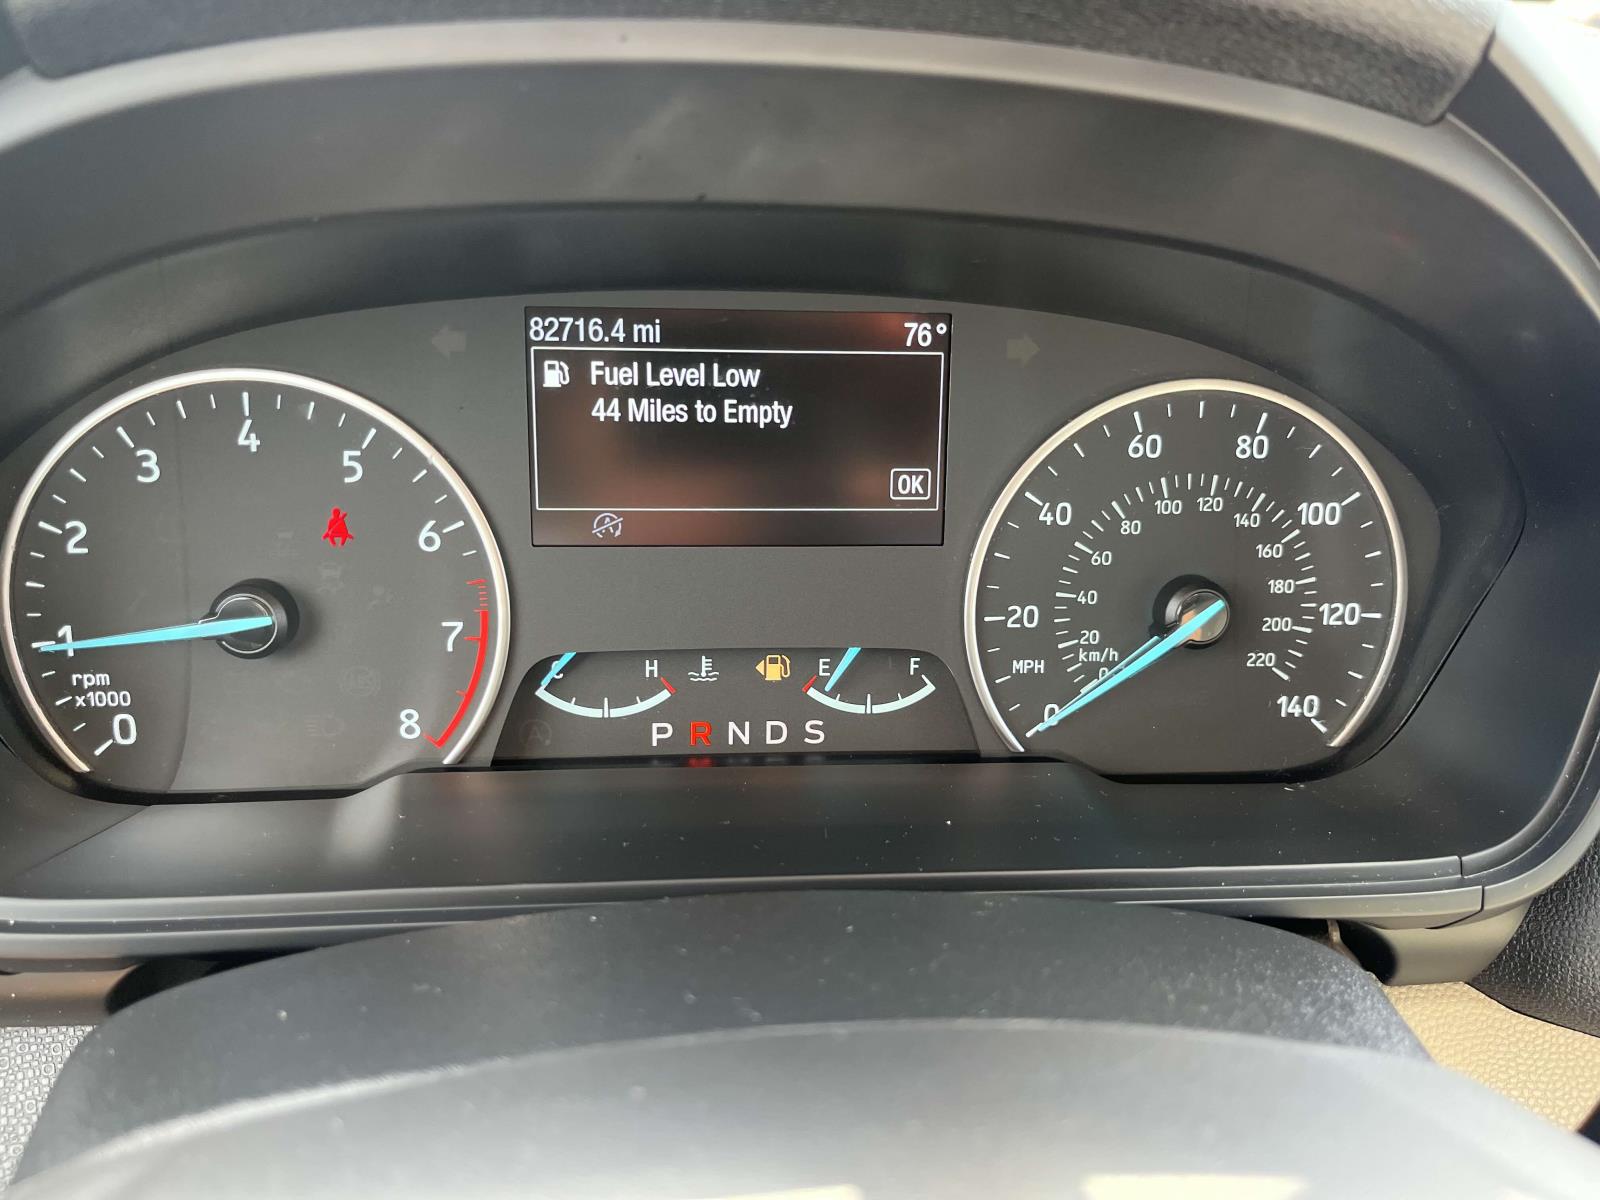 82716.4 mi 76°
Fuel Level Low
44 Miles to Empty
OK
0 1 2 3 4 5 6 7 8
rpm
x1000
C H
E F
P R N D S
0 20 40 60 80 100 120 140
MPH
km/h
0 20 40 60 80 100 120 140 160 180 200 220